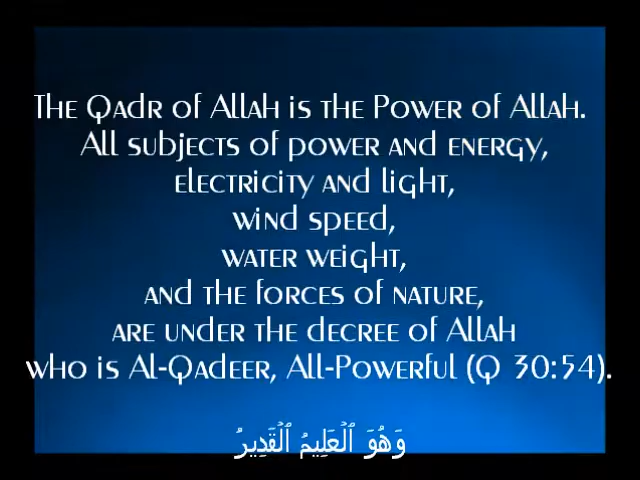 The Qadr of Allah is the Power of Allah.
All subjects of power and energy,
electricity and light,
wind speed,
water weight,
and the forces of nature,
are under the decree of Allah
who is Al-Qadeer, All-Powerful (Q 30:54).
وَهُوَ ٱلْعَلِيمُ ٱلْقَدِيرُ